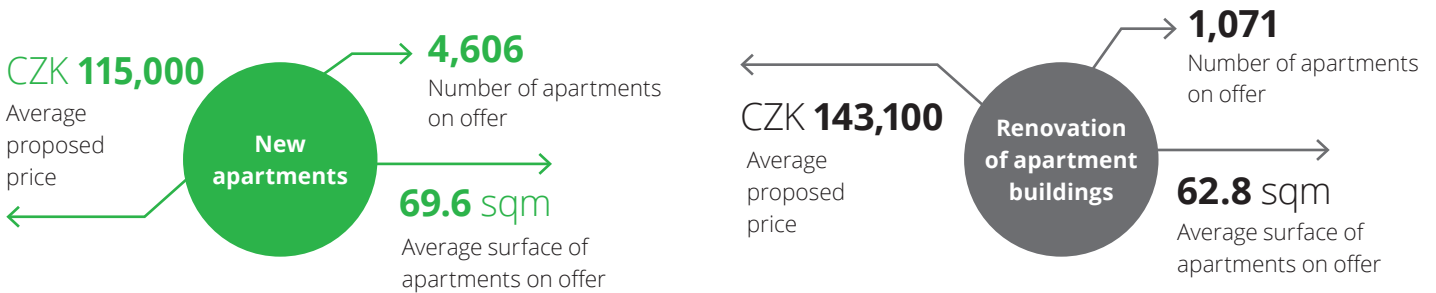 CZK 115,000
Average
proposed
price
New
apartments
4,606
Number of apartments
on offer
69.6 sqm
Average surface of
apartments on offer
CZK 143,100
Average
proposed
price
Renovation
of apartment
buildings
1,071
Number of apartments
on offer
62.8 sqm
Average surface of
apartments on offer